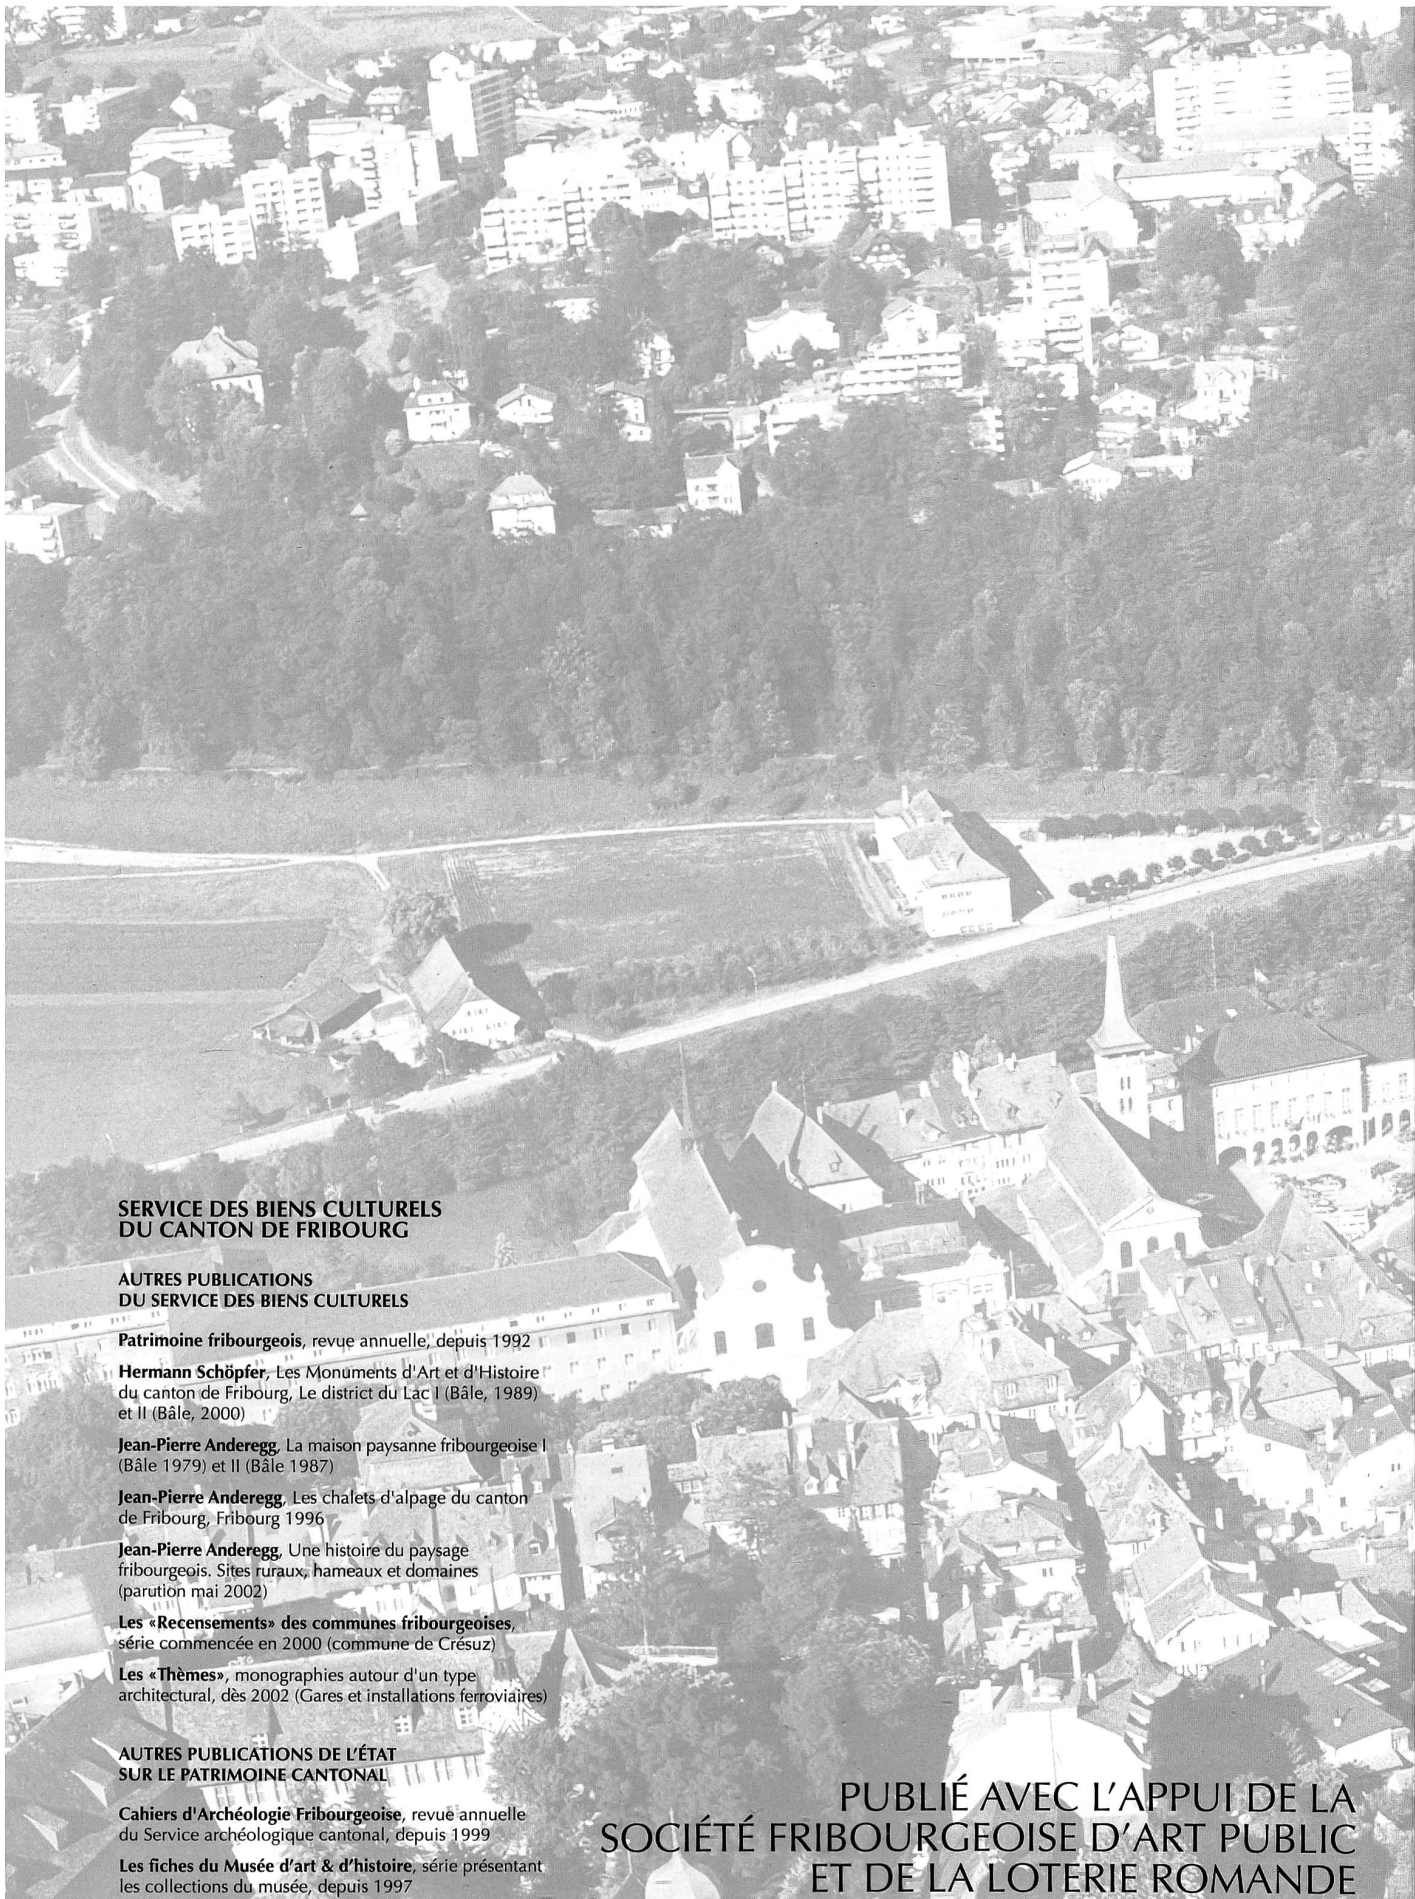 SERVICE DES BIENS CULTURELS
DU CANTON DE FRIBOURG
AUTRES PUBLICATIONS
DU SERVICE DES BIENS CULTURELS
Patrimoine fribourgeois, revue annuelle, depuis 1992
Hermann Schöpfer, Les Monuments d'Art et d'Histoire
du canton de Fribourg, Le district du Lac I (Bâle, 1989)
et II (Bâle, 2000)
Jean-Pierre Anderegg, La maison paysanne fribourgeoise I
(Bâle 1979) et II (Bâle 1987)
Jean-Pierre Anderegg, Les chalets d'alpage du canton
de Fribourg, Fribourg 1996
Jean-Pierre Anderegg, Une histoire du paysage
fribourgeois. Sites ruraux, hameaux et domaines
(parution mai 2002)
Les «Recensements» des communes fribourgeoises,
série commencée en 2000 (commune de Crésuz)
Les «Thèmes», monographies autour d'un type
architectural, dès 2002 (Gares et installations ferroviaires)
AUTRES PUBLICATIONS DE L'ÉTAT
SUR LE PATRIMOINE CANTONAL
Cahiers d'Archéologie Fribourgeoise, revue annuelle
du Service archéologique cantonal, depuis 1999
Les fiches du Musée d'art & d'histoire, série présentant
les collections du musée, depuis 1997
PUBLIÉ AVEC L'APPUI DE LA
SOCIÉTÉ FRIBOURGEOISE D'ART PUBLIC
ET DE LA LOTERIE ROMANDE